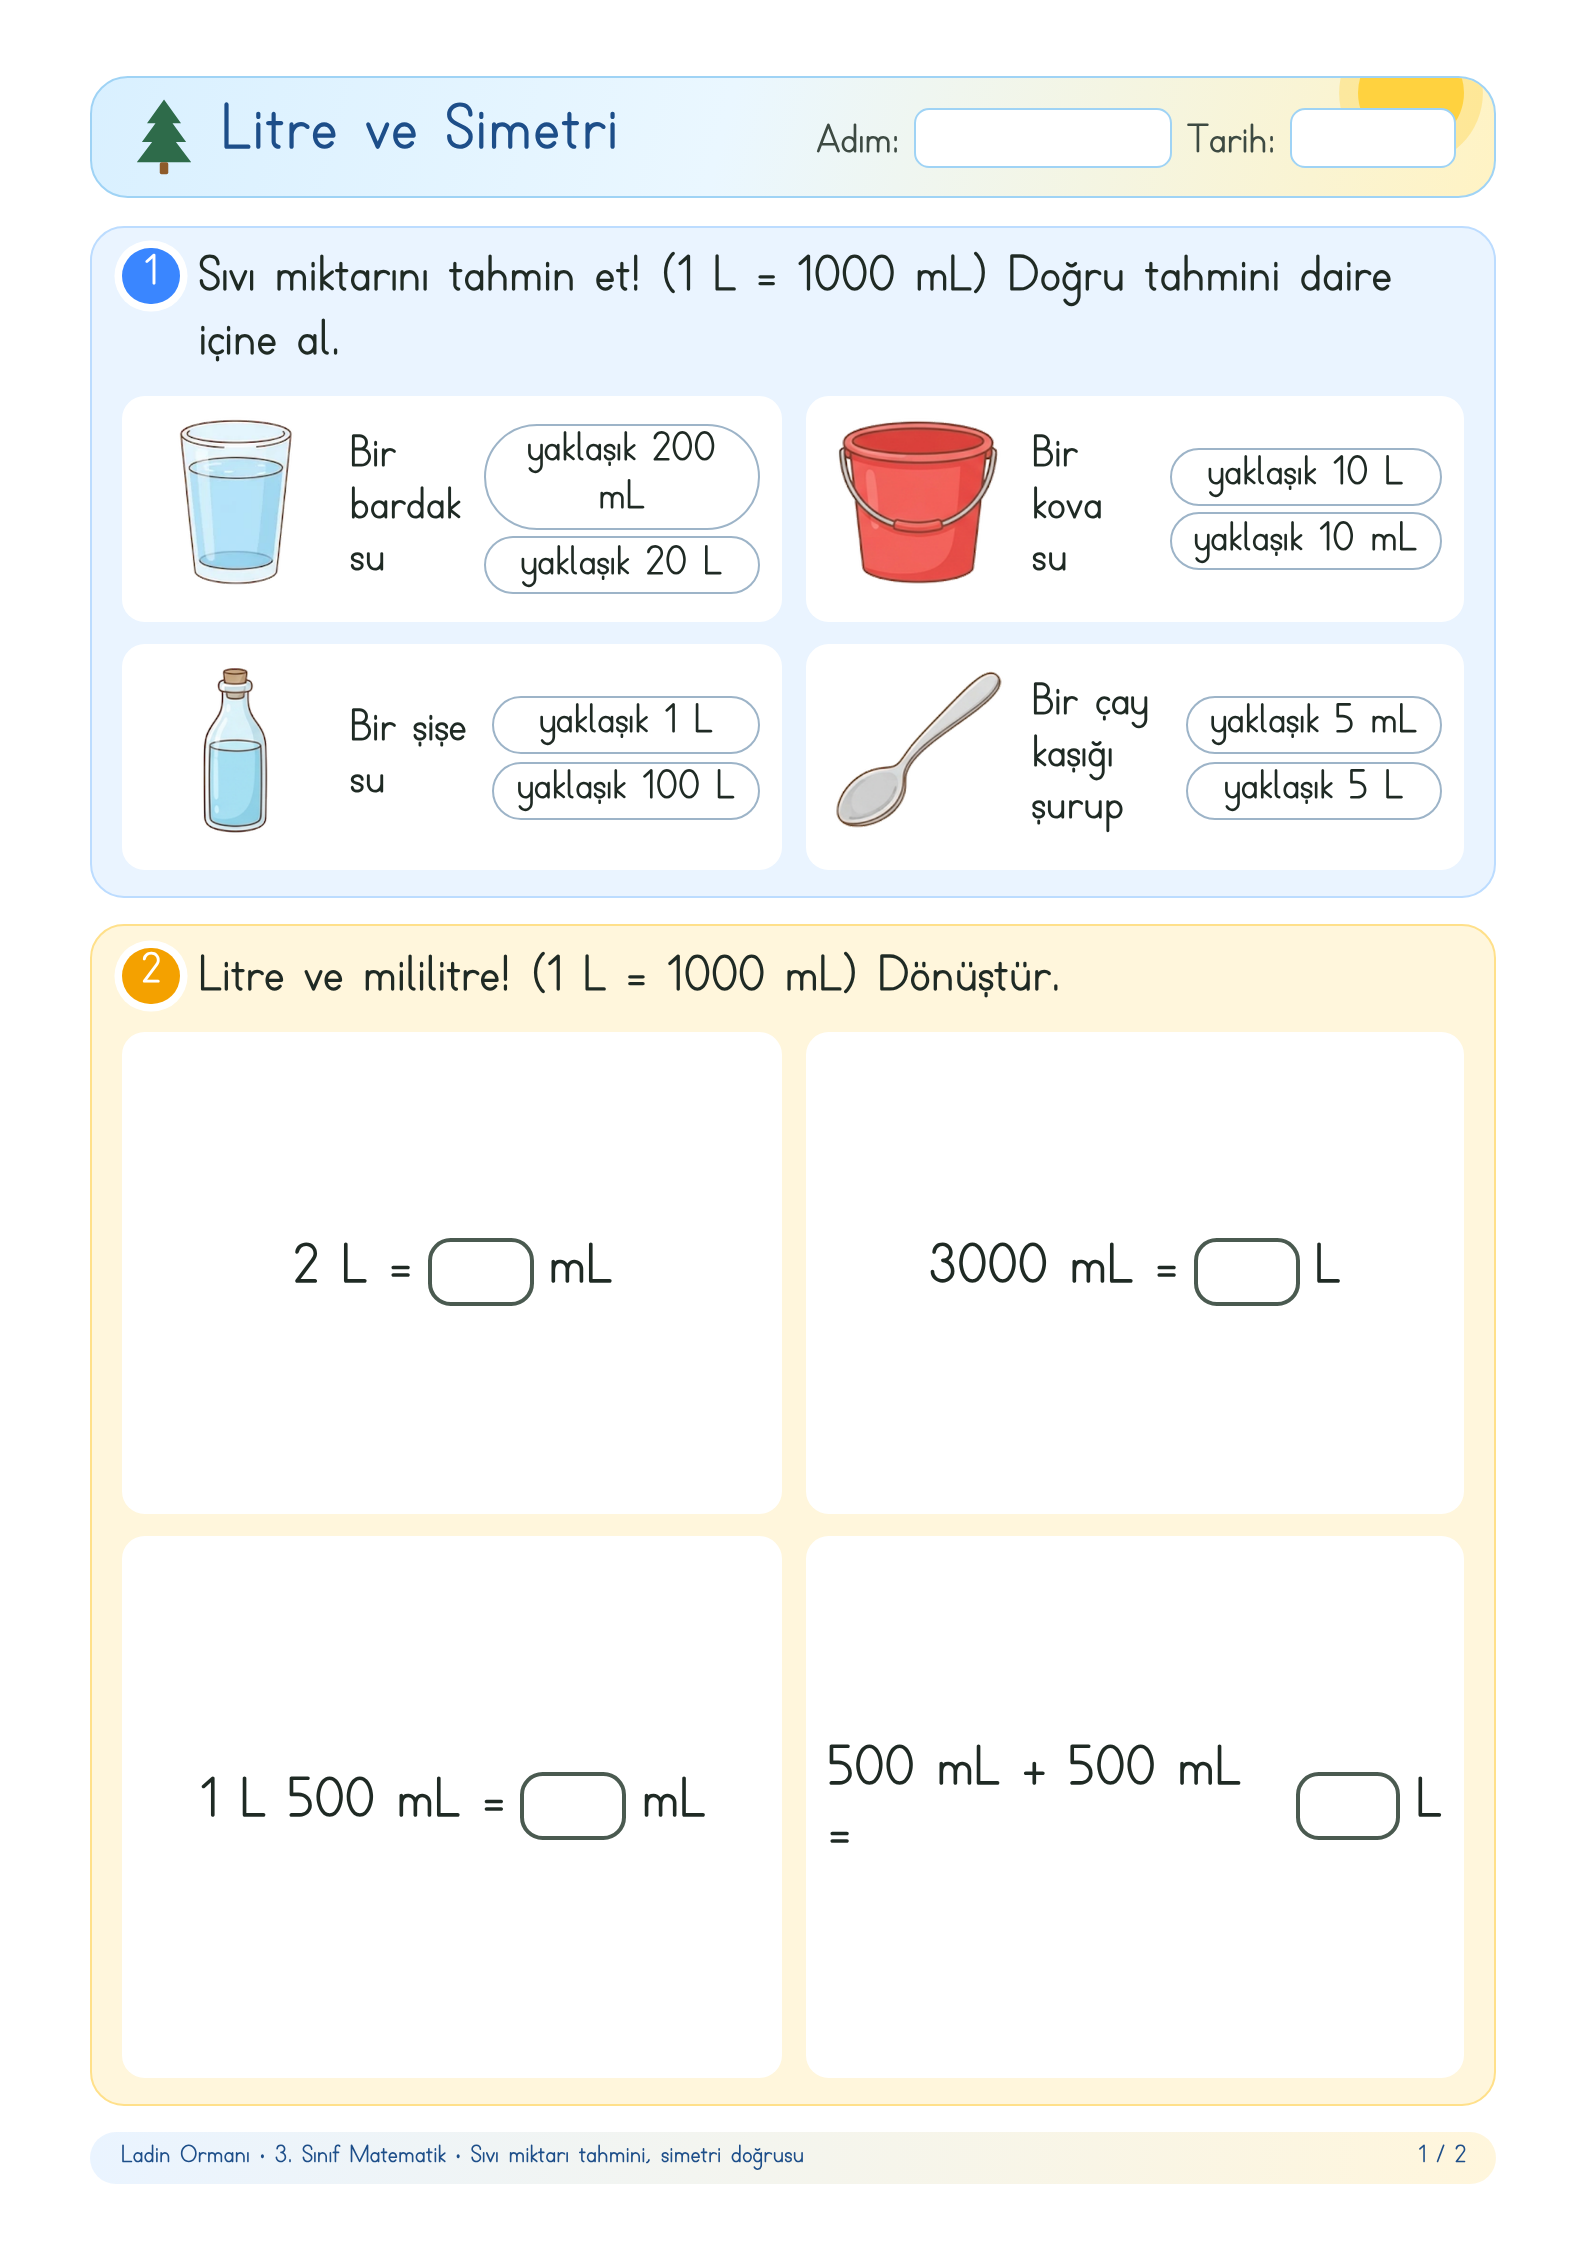 Litre ve Simetri
Adım:
Tarih:
1
Sıvı miktarını tahmin et! (1 L = 1000 mL) Doğru tahmini daire
içine al.
Bir
bardak
su
yaklaşık 200
mL
yaklaşık 20 L
Bir
kova
su
yaklaşık 10 L
yaklaşık 10 mL
Bir şişe
su
yaklaşık 1 L
yaklaşık 100 L
Bir çay
kaşığı
şurup
yaklaşık 5 mL
yaklaşık 5 L
2
Litre ve mililitre! (1 L = 1000 mL) Dönüştür.
2 L = mL
3000 mL = L
1 L 500 mL = mL
500 mL + 500 mL
= L
Ladin Ormanı • 3. Sınıf Matematik • Sıvı miktarı tahmini, simetri doğrusu
1 / 2